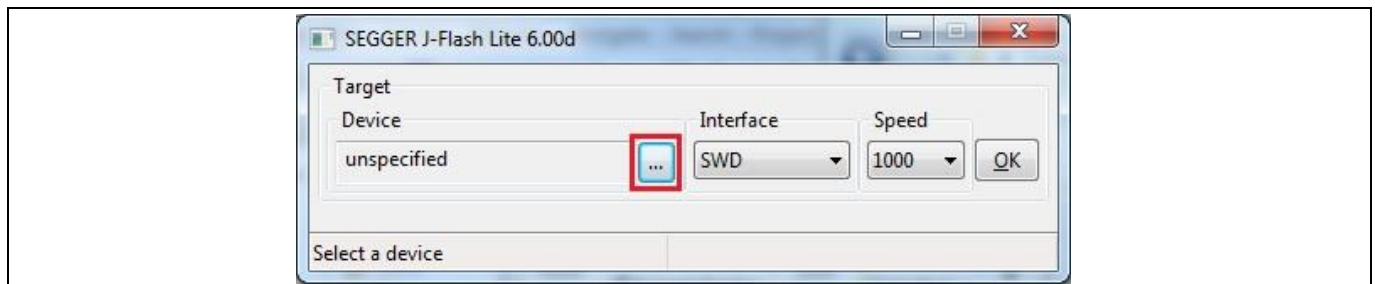 SEGGER J-Flash Lite 6.00d
Target
Device Interface Speed
unspecified ... SWD 1000 OK
Select a device